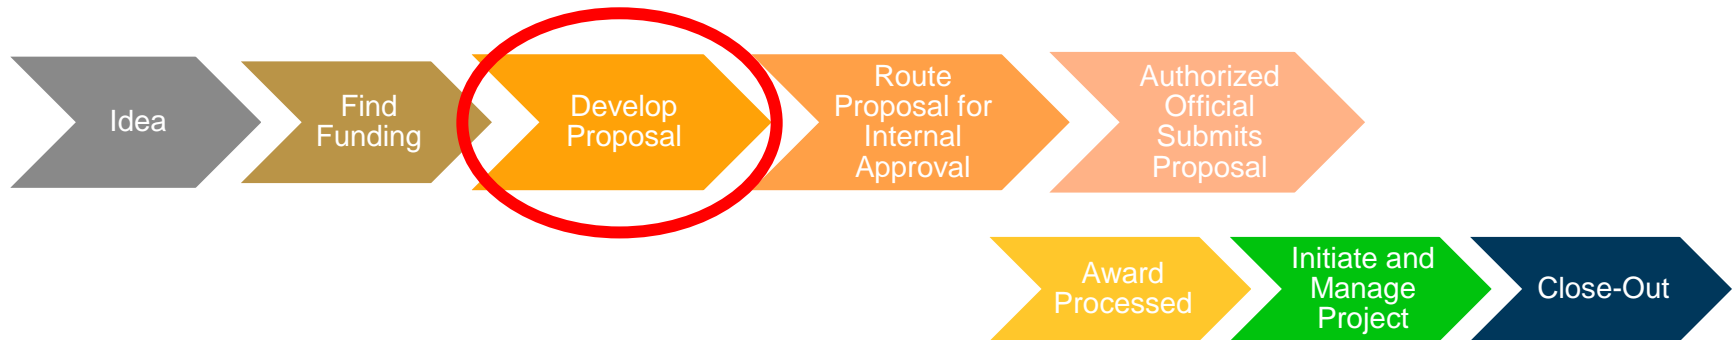 Idea
Find
Funding
Develop
Proposal
Route
Proposal for
Internal
Approval
Authorized
Official
Submits
Proposal
Award
Processed
Initiate and
Manage
Project
Close-Out